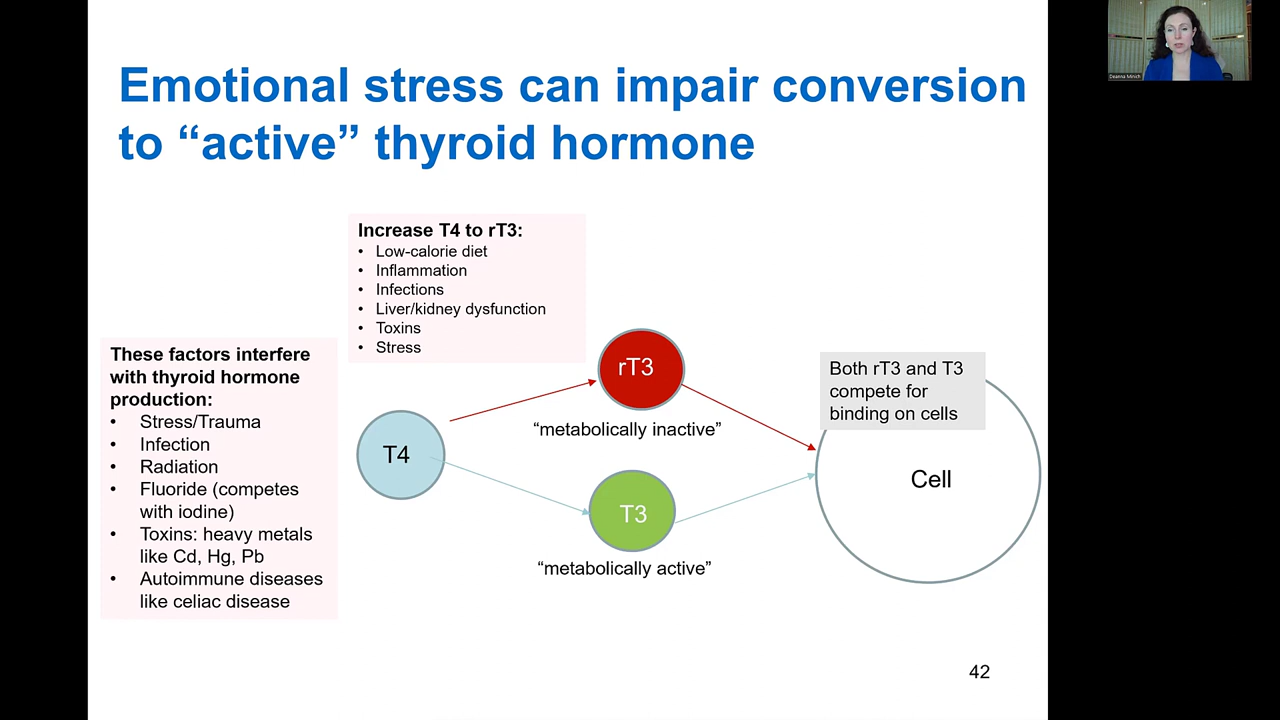 Emotional stress can impair conversion
to “active” thyroid hormone
Increase T4 to rT3:
• Low-calorie diet
• Inflammation
• Infections
• Liver/kidney dysfunction
• Toxins
• Stress
These factors interfere
with thyroid hormone
production:
• Stress/Trauma
• Infection
• Radiation
• Fluoride (competes
with iodine)
• Toxins: heavy metals
like Cd, Hg, Pb
• Autoimmune diseases
like celiac disease
T4
rT3
“metabolically inactive”
T3
“metabolically active”
Both rT3 and T3
compete for
binding on cells
Cell
42
Deanna Minich